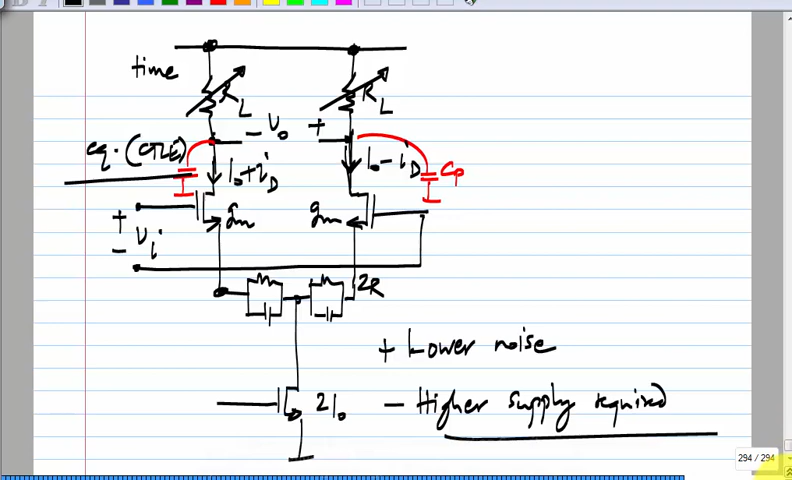 time
R_L
R_L
- V_o +
eq. (CTLE)
I_o + i_D
I_o - i_D
C_P
g_m
g_m
+
V_i
-
2R
+ Lower noise
2I_o
- Higher supply required
294 / 294